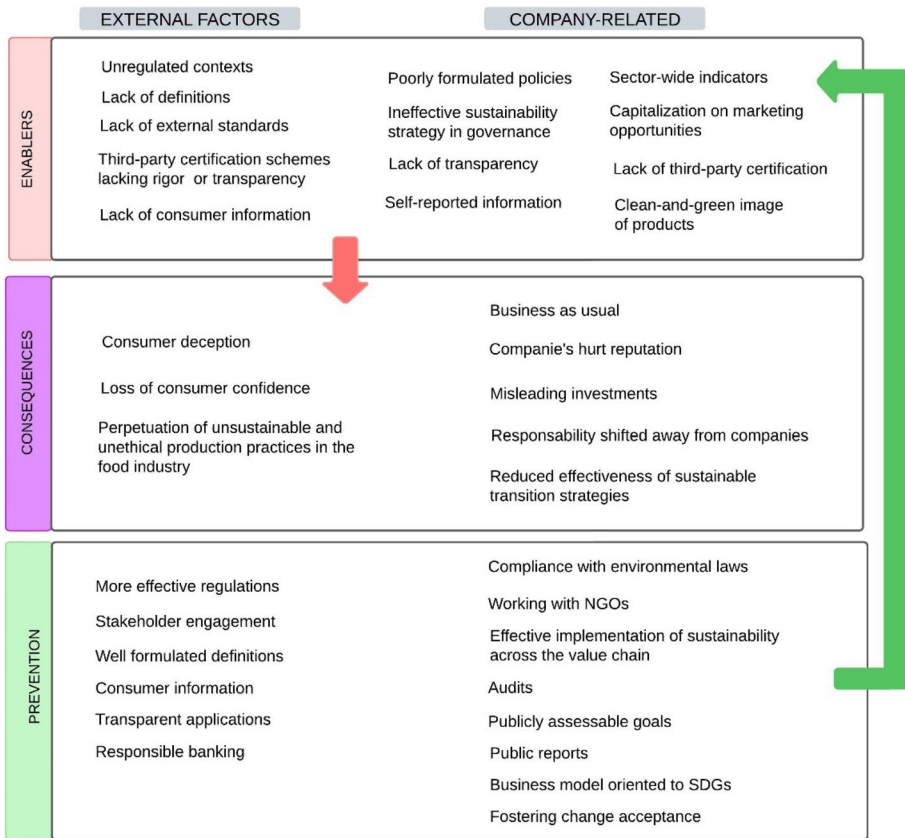 EXTERNAL FACTORS
COMPANY-RELATED
ENABLERS
Unregulated contexts
Lack of definitions
Lack of external standards
Third-party certification schemes
lacking rigor or transparency
Lack of consumer information
Poorly formulated policies
Ineffective sustainability
strategy in governance
Lack of transparency
Self-reported information
Sector-wide indicators
Capitalization on marketing
opportunities
Lack of third-party certification
Clean-and-green image
of products
CONSEQUENCES
Consumer deception
Loss of consumer confidence
Perpetuation of unsustainable and
unethical production practices in the
food industry
Business as usual
Companie's hurt reputation
Misleading investments
Responsability shifted away from companies
Reduced effectiveness of sustainable
transition strategies
PREVENTION
More effective regulations
Stakeholder engagement
Well formulated definitions
Consumer information
Transparent applications
Responsible banking
Compliance with environmental laws
Working with NGOs
Effective implementation of sustainability
across the value chain
Audits
Publicly assessable goals
Public reports
Business model oriented to SDGs
Fostering change acceptance